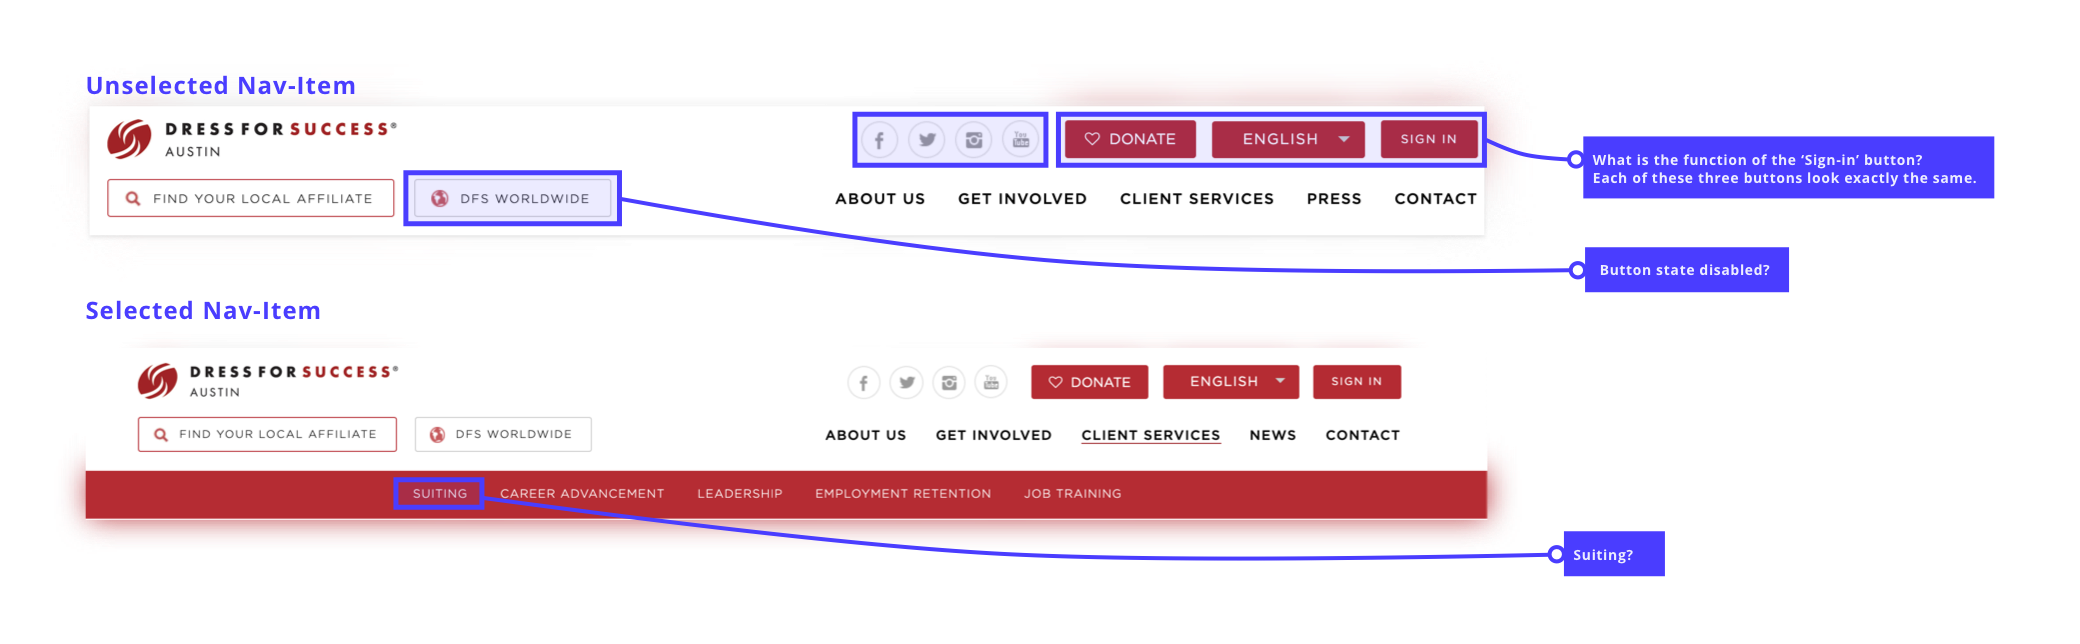 Unselected Nav-Item
DRESS FOR SUCCESS®
AUSTIN
You
Tube
DONATE
ENGLISH
SIGN IN
FIND YOUR LOCAL AFFILIATE
DFS WORLDWIDE
ABOUT US
GET INVOLVED
CLIENT SERVICES
PRESS
CONTACT
What is the function of the ‘Sign-in’ button?
Each of these three buttons look exactly the same.
Button state disabled?
Selected Nav-Item
DRESS FOR SUCCESS®
AUSTIN
You
Tube
DONATE
ENGLISH
SIGN IN
FIND YOUR LOCAL AFFILIATE
DFS WORLDWIDE
ABOUT US
GET INVOLVED
CLIENT SERVICES
NEWS
CONTACT
SUITING
CAREER ADVANCEMENT
LEADERSHIP
EMPLOYMENT RETENTION
JOB TRAINING
Suiting?